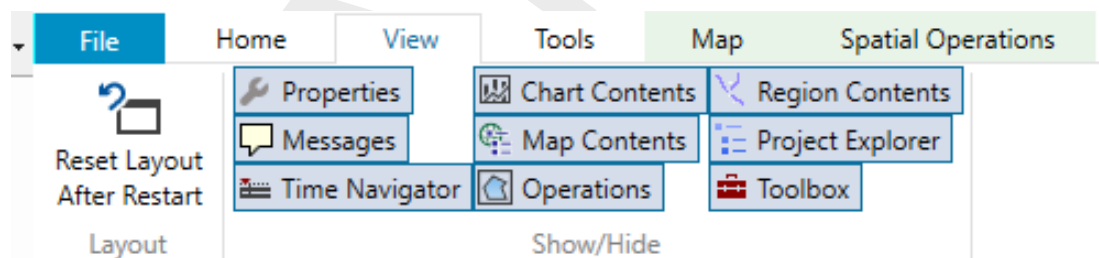 File Home View Tools Map Spatial Operations
Properties Chart Contents Region Contents
Messages Map Contents Project Explorer
Reset Layout
After Restart
Time Navigator Operations Toolbox
Layout Show/Hide